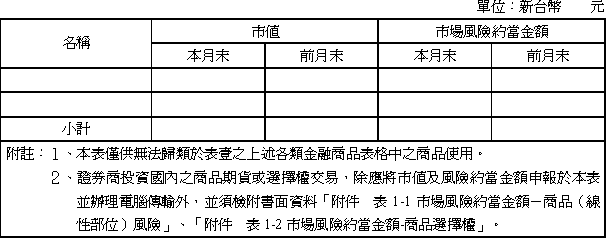 單位：新台幣　　元
名稱
市值
市場風險約當金額
本月末
前月末
本月末
前月末
小計
附註：１、本表僅供無法歸類於表壹之上述各類金融商品表格中之商品使用。
２、證券商投資國內之商品期貨或選擇權交易，除應將市值及風險約當金額申報於本表
並辦理電腦傳輸外，並須檢附書面資料「附件　表 1-1 市場風險約當金額－商品（線
性部位）風險」、「附件　表 1-2 市場風險約當金額-商品選擇權」。